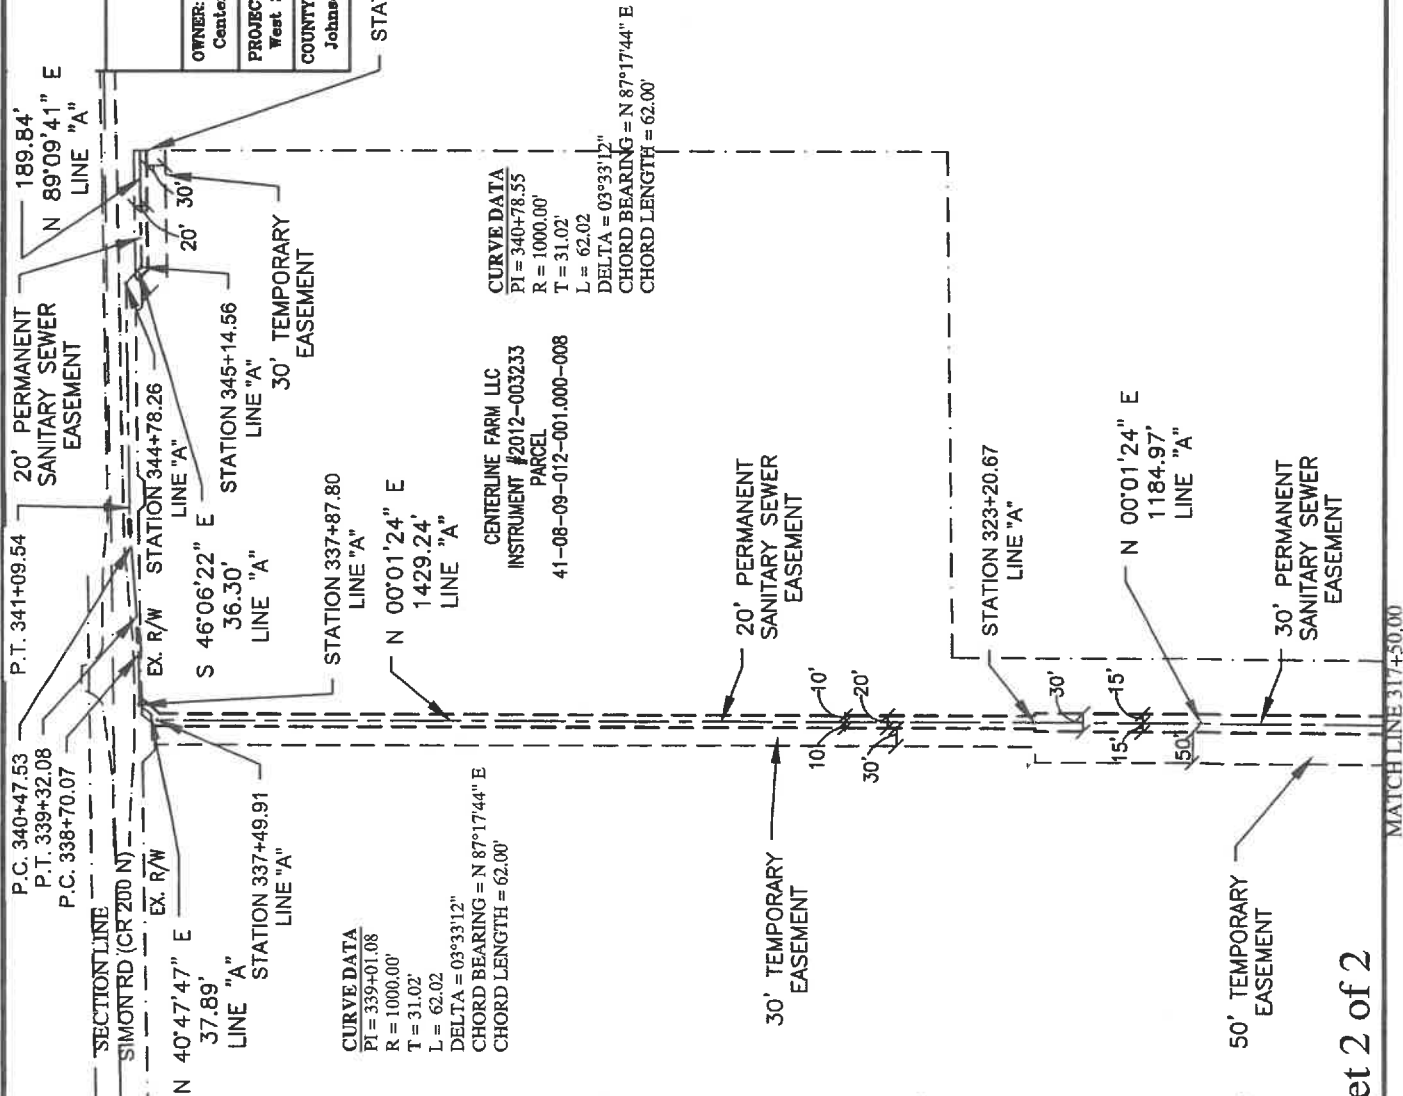 189.84'
N 89°09'41" E
LINE "A"
20' PERMANENT
SANITARY SEWER
EASEMENT
P.T. 341+09.54
P.C. 340+47.53
P.T. 339+32.08
P.C. 338+70.07
SECTION LINE
SIMON RD (CR 200 N)
EX. R/W
EX. R/W
N 40°47'47" E
37.89'
LINE "A"
STATION 337+49.91
LINE "A"
STATION 344+78.26
LINE "A"
S 46°06'22" E
36.30'
LINE "A"
STATION 345+14.56
LINE "A"
20'
30'
30' TEMPORARY
EASEMENT
OWNER:
COUNTY
STATION 337+87.80
LINE "A"
N 00°01'24" E
1429.24'
LINE "A"
CURVE DATA
PI = 339+01.08
R = 1000.00'
T = 31.02'
L = 62.02
DELTA = 03°33'12"
CHORD BEARING = N 87°17'44" E
CHORD LENGTH = 62.00'
CENTERLINE FARM LLC
INSTRUMENT #2012-003233
PARCEL
41-08-09-012-001.000-008
CURVE DATA
PI = 340+78.55
R = 1000.00'
T = 31.02'
L = 62.02
DELTA = 03°33'12"
CHORD BEARING = N 87°17'44" E
CHORD LENGTH = 62.00'
20' PERMANENT
SANITARY SEWER
EASEMENT
10'
10'
20'
30'
30' TEMPORARY
EASEMENT
STATION 323+20.67
LINE "A"
30'
15'
15'
50'
N 00°01'24" E
1184.97'
LINE "A"
30' PERMANENT
SANITARY SEWER
EASEMENT
50' TEMPORARY
EASEMENT
et 2 of 2
MATCH LINE 317+50.00